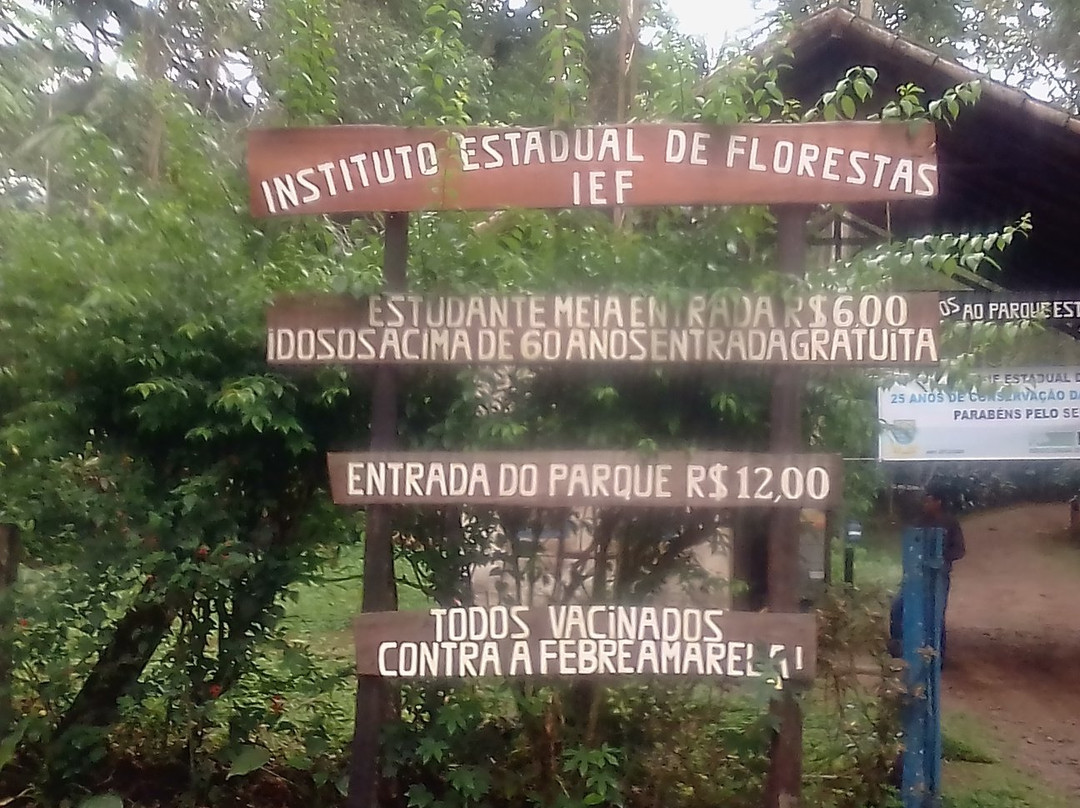 INSTITUTO ESTADUAL DE FLORESTAS
IEF
ESTUDANTE MEIA ENTRADA R$6.00
IDOSOS ACIMA DE 60 ANOS ENTRADA GRATUITA
ENTRADA DO PARQUE R$ 12,00
TODOS VACINADOS
CONTRA A FEBRE AMARELA!
OS AO PARQUE EST
ESTADUAL D
25 ANOS DE CONSERVAÇÃO DA
PARABÉNS PELO SE